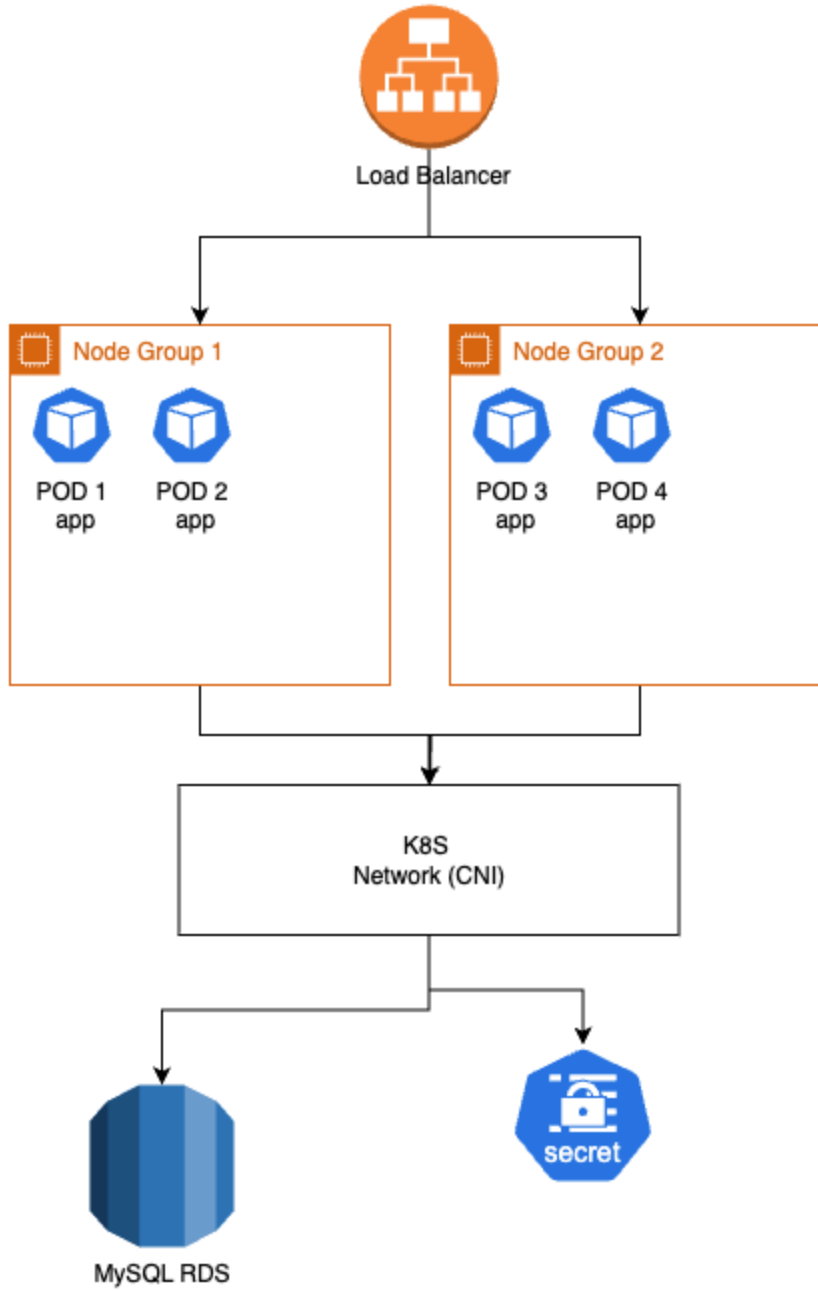 Load Balancer
Node Group 1
Node Group 2
POD 1
app
POD 2
app
POD 3
app
POD 4
app
K8S
Network (CNI)
secret
MySQL RDS